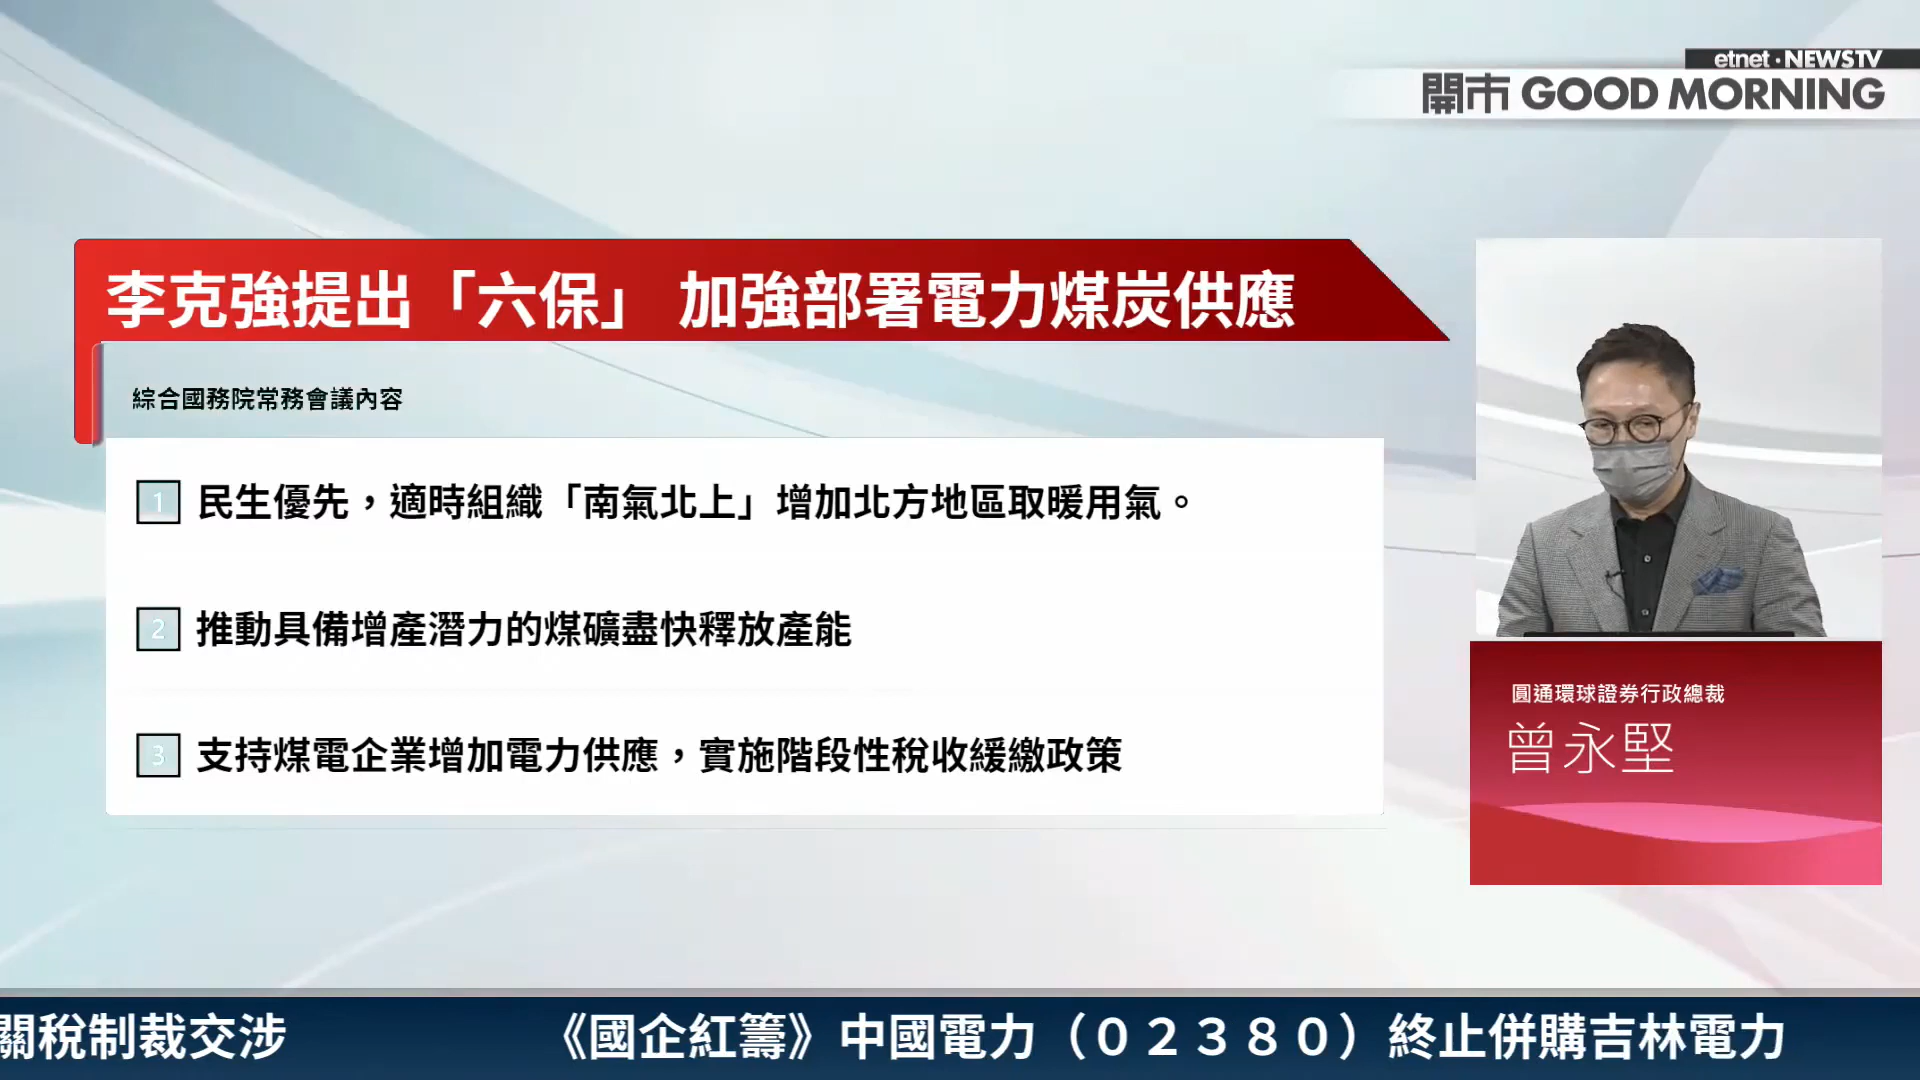 etnet·NEWSTV
開市 GOOD MORNING
李克強提出「六保」 加強部署電力煤炭供應
綜合國務院常務會議內容
1 民生優先，適時組織「南氣北上」增加北方地區取暖用氣。
2 推動具備增產潛力的煤礦盡快釋放產能
3 支持煤電企業增加電力供應，實施階段性稅收緩繳政策
圓通環球證券行政總裁
曾永堅
關稅制裁交涉 《國企紅籌》中國電力（０２３８０）終止併購吉林電力